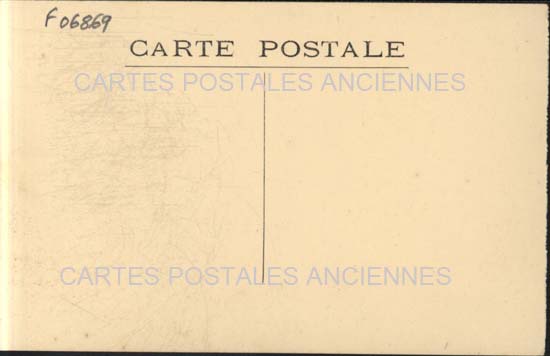 F06869
CARTE POSTALE
CARTES POSTALES ANCIENNES
CARTES POSTALES ANCIENNES